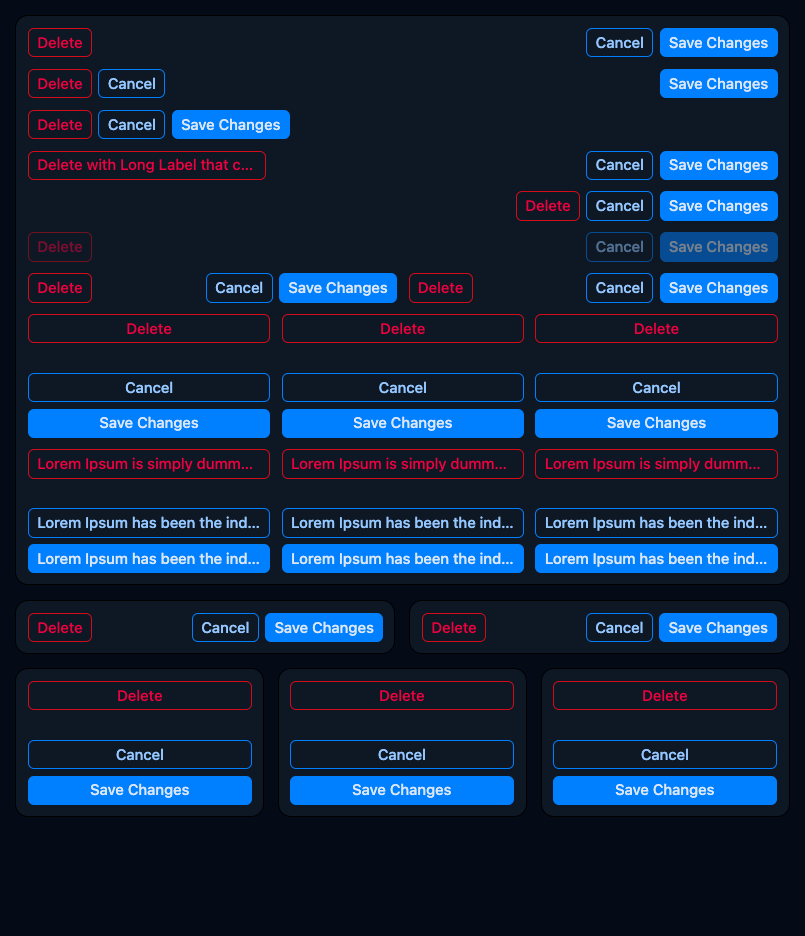 Delete Cancel Save Changes
Delete Cancel Save Changes
Delete Cancel Save Changes
Delete with Long Label that c... Cancel Save Changes
Delete Cancel Save Changes
Delete Cancel Save Changes
Delete Cancel Save Changes Delete Cancel Save Changes
Delete Delete Delete
Cancel Cancel Cancel
Save Changes Save Changes Save Changes
Lorem Ipsum is simply dumm... Lorem Ipsum is simply dumm... Lorem Ipsum is simply dumm...
Lorem Ipsum has been the ind... Lorem Ipsum has been the ind... Lorem Ipsum has been the ind...
Lorem Ipsum has been the ind... Lorem Ipsum has been the ind... Lorem Ipsum has been the ind...
Delete Cancel Save Changes Delete Cancel Save Changes
Delete Delete Delete
Cancel Cancel Cancel
Save Changes Save Changes Save Changes